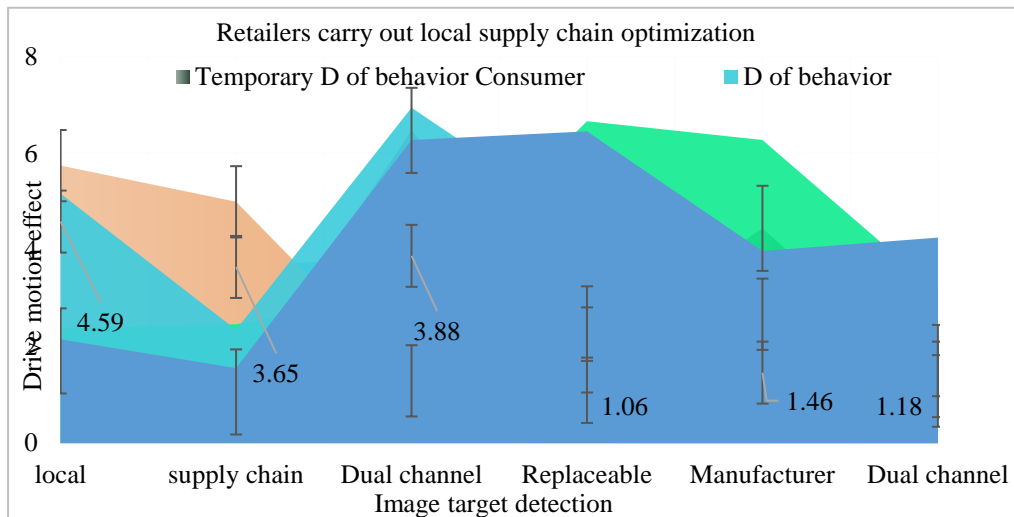 Retailers carry out local supply chain optimization
8
Temporary D of behavior Consumer
D of behavior
6
Drive motion effect
4
2
0
4.59
3.65
3.88
1.06
1.46
1.18
local
supply chain
Dual channel
Replaceable
Manufacturer
Dual channel
Image target detection